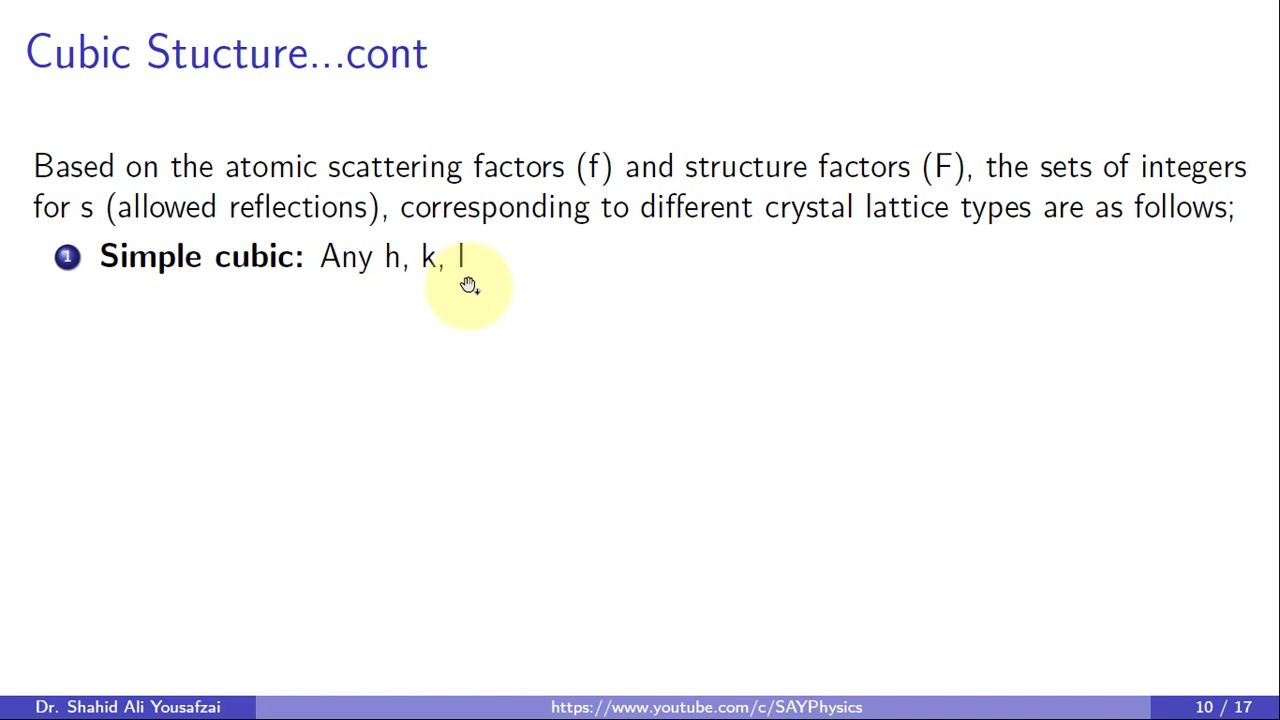 Cubic Stucture...cont
Based on the atomic scattering factors (f) and structure factors (F), the sets of integers
for s (allowed reflections), corresponding to different crystal lattice types are as follows;
1 Simple cubic: Any h, k, l
Dr. Shahid Ali Yousafzai
https://www.youtube.com/c/SAYPhysics
10 / 17